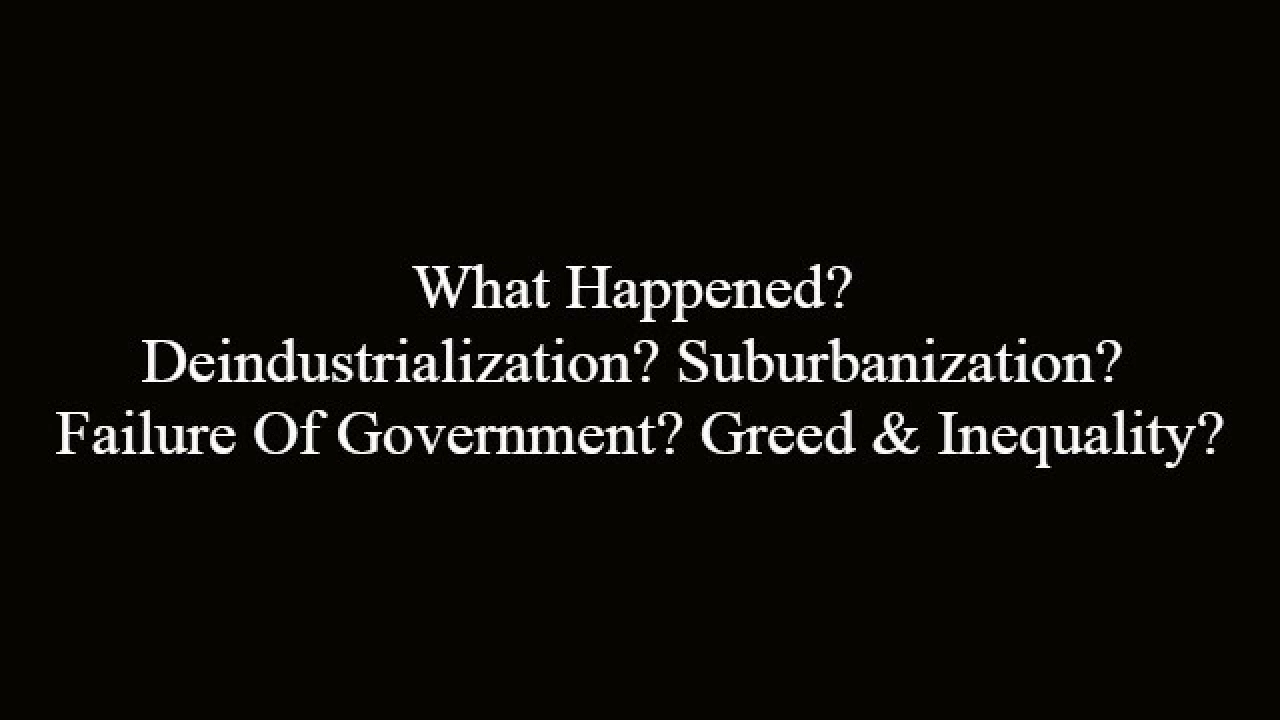 What Happened?
Deindustrialization? Suburbanization?
Failure Of Government? Greed & Inequality?